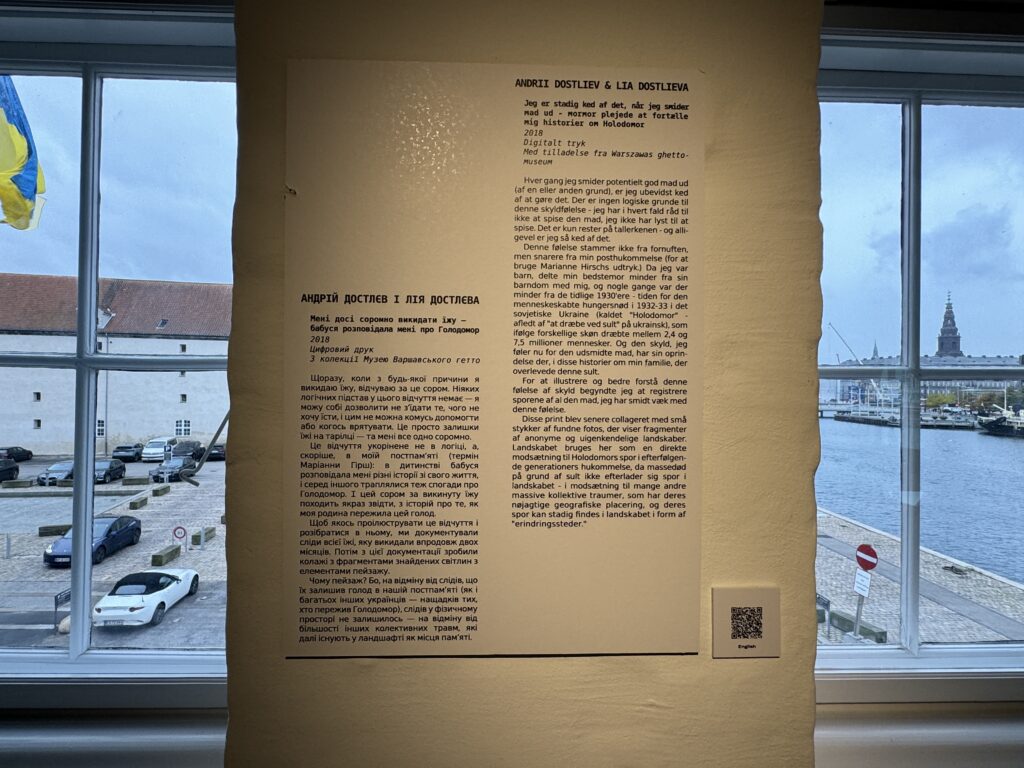 АНДРІЙ ДОСТЛЄВ І ЛІЯ ДОСТЛЄВА
Мені досі соромно викидати їжу —
бабуся розповідала мені про Голодомор
2018
Цифровий друк
З колекції Музею Варшавського гетто
Щоразу, коли з будь-якої причини я
викидаю їжу, відчуваю за це сором. Ніяких
логічних підстав у цього відчуття немає — я
можу собі дозволити не з'їдати те, чого не
хочу їсти, і цим не можна комусь допомогти
або когось врятувати. Це просто залишки
їжі на тарілці — та мені все одно соромно.
Це відчуття укорінене не в логіці, а,
скоріше, в моїй постпам'яті (термін
Маріанни Гірш): в дитинстві бабуся
розповідала мені різні історії зі свого життя,
і серед іншого траплялися теж спогади про
Голодомор. І цей сором за викинуту їжу
походить якраз звідти, з історій про те, як
моя родина пережила цей голод.
Щоб якось проілюструвати це відчуття і
розібратися в ньому, ми документували
сліди всієї їжі, яку викидали впродовж двох
місяців. Потім з цієї документації зробили
колажі з фрагментами знайдених світлин з
елементами пейзажу.
Чому пейзаж? Бо, на відміну від слідів, що
їх залишив голод в нашій постпам'яті (як і
багатьох інших українців — нащадків тих,
хто пережив Голодомор), слідів у фізичному
просторі не залишилось — на відміну від
більшості інших колективних травм, які
далі існують у ландшафті як місця пам'яті.
ANDRII DOSTLIEV & LIA DOSTLIEVA
Jeg er stadig ked af det, når jeg smider
mad ud - mormor plejede at fortælle
mig historier om Holodomor
2018
Digitalt tryk
Med tilladelse fra Warszawas ghetto-
museum
Hver gang jeg smider potentielt god mad ud
(af en eller anden grund), er jeg ubevidst ked
af at gøre det. Der er ingen logiske grunde til
denne skyldfølelse - jeg har i hvert fald råd til
ikke at spise den mad, jeg ikke har lyst til at
spise. Det er kun rester på tallerkenen - og alli-
gevel er jeg så ked af det.
Denne følelse stammer ikke fra fornuften,
men snarere fra min posthukommelse (for at
bruge Marianne Hirschs udtryk.) Da jeg var
barn, delte min bedstemor minder fra sin
barndom med mig, og nogle gange var der
minder fra de tidlige 1930'ere - tiden for den
menneskeskabte hungersnød i 1932-33 i det
sovjetiske Ukraine (kaldet "Holodomor" -
afledt af "at dræbe ved sult" på ukrainsk), som
ifølge forskellige skøn dræbte mellem 2,4 og
7,5 millioner mennesker. Og den skyld, jeg
føler nu for den udsmidte mad, har sin oprin-
delse der, i disse historier om min familie, der
overlevede denne sult.
For at illustrere og bedre forstå denne
følelse af skyld begyndte jeg at registrere
sporene af al den mad, jeg har smidt væk med
denne følelse.
Disse print blev senere collageret med små
stykker af fundne fotos, der viser fragmenter
af anonyme og uigenkendelige landskaber.
Landskabet bruges her som en direkte
modsætning til Holodomors spor i efterfølgen-
de generationers hukommelse, da massedød
på grund af sult ikke efterlader sig spor i
landskabet - i modsætning til mange andre
massive kollektive traumer, som har deres
nøjagtige geografiske placering, og deres
spor kan stadig findes i landskabet i form af
"erindringssteder."
English